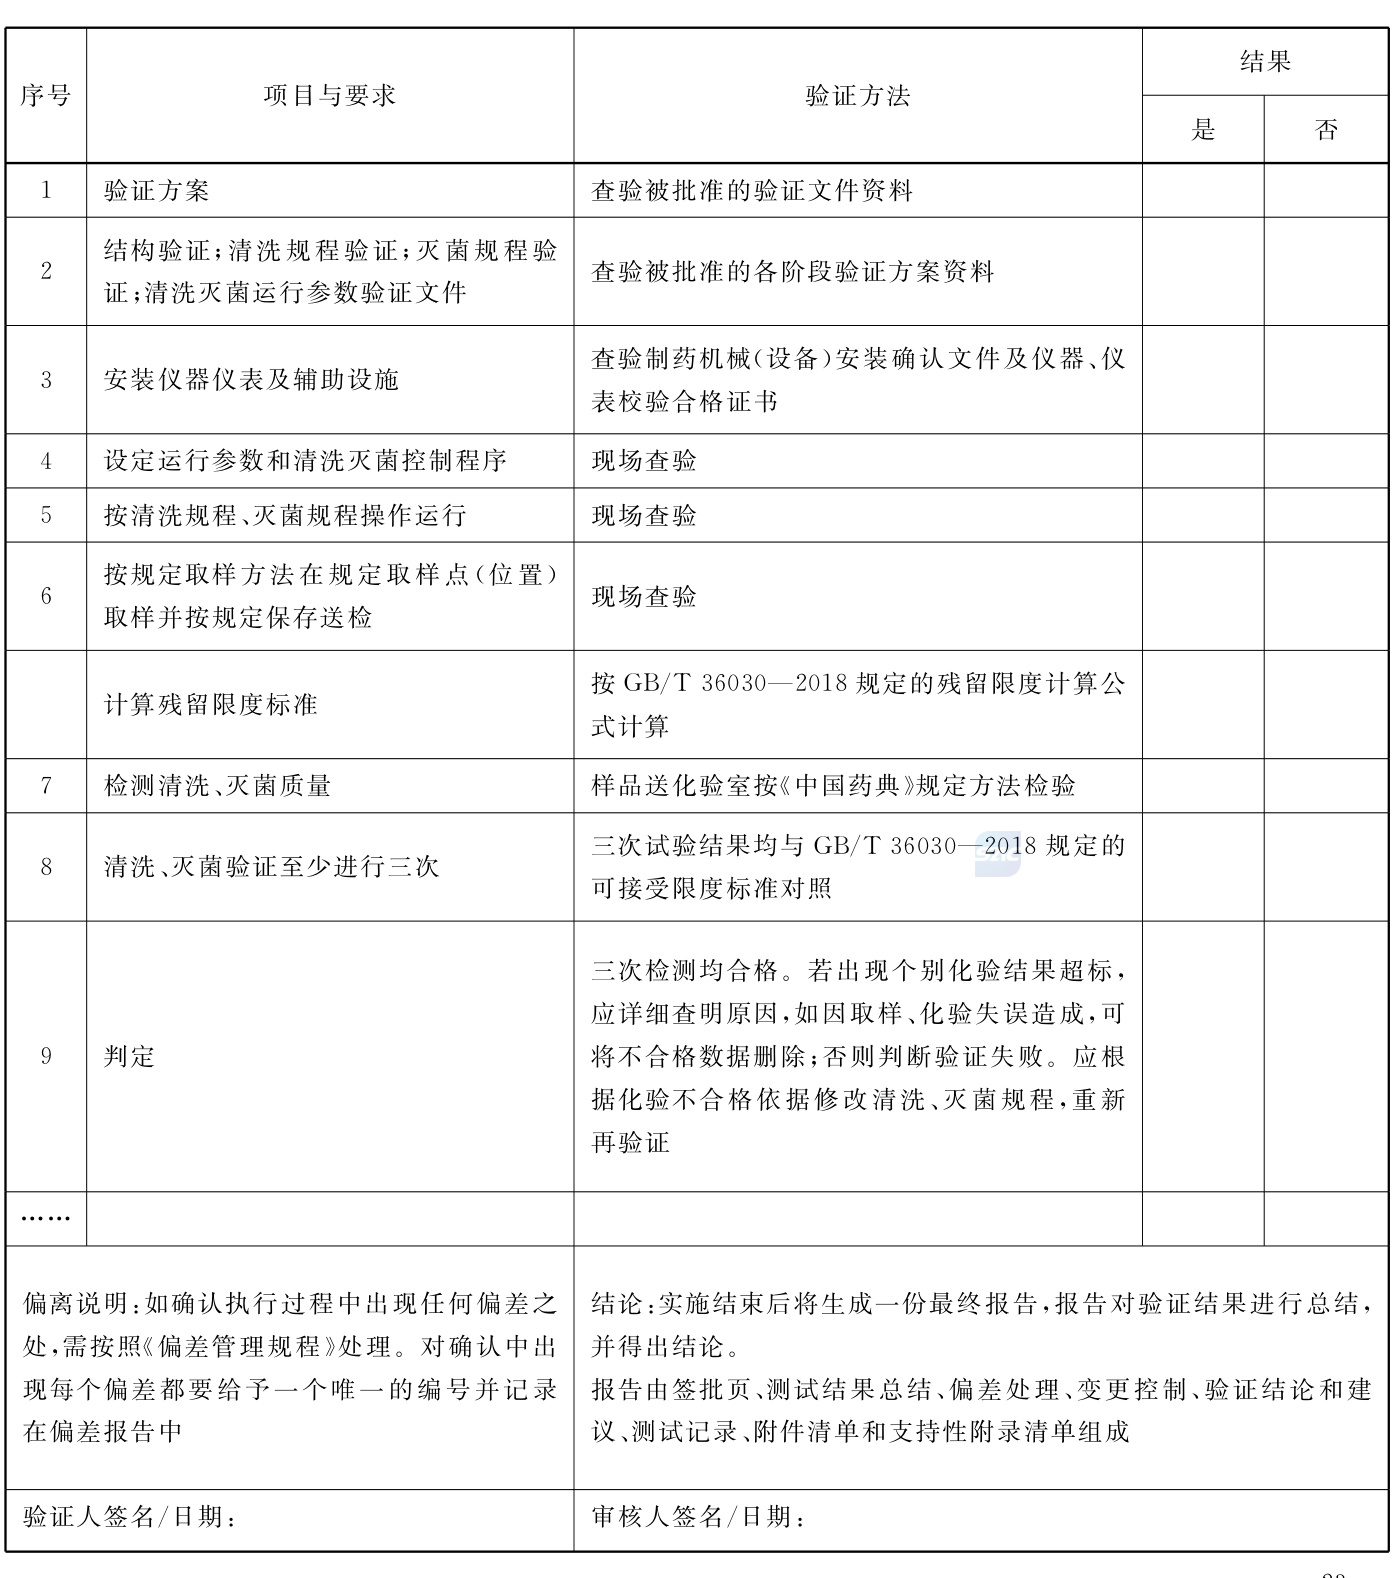 序号
项目与要求
验证方法
结果
是
否
1
验证方案
查验被批准的验证文件资料
2
结构验证;清洗规程验证;灭菌规程验
证;清洗灭菌运行参数验证文件
查验被批准的各阶段验证方案资料
3
安装仪器仪表及辅助设施
查验制药机械(设备)安装确认文件及仪器、仪
表校验合格证书
4
设定运行参数和清洗灭菌控制程序
现场查验
5
按清洗规程、灭菌规程操作运行
现场查验
6
按规定取样方法在规定取样点(位置)
取样并按规定保存送检
现场查验
计算残留限度标准
按 GB/T 36030—2018 规定的残留限度计算公
式计算
7
检测清洗、灭菌质量
样品送化验室按《中国药典》规定方法检验
8
清洗、灭菌验证至少进行三次
三次试验结果均与 GB/T 36030—2018 规定的
可接受限度标准对照
9
判定
三次检测均合格。若出现个别化验结果超标,
应详细查明原因,如因取样、化验失误造成,可
将不合格数据删除;否则判断验证失败。应根
据化验不合格依据修改清洗、灭菌规程,重新
再验证
……
偏离说明:如确认执行过程中出现任何偏差之
处,需按照《偏差管理规程》处理。对确认中出
现每个偏差都要给予一个唯一的编号并记录
在偏差报告中
结论:实施结束后将生成一份最终报告,报告对验证结果进行总结,
并得出结论。
报告由签批页、测试结果总结、偏差处理、变更控制、验证结论和建
议、测试记录、附件清单和支持性附录清单组成
验证人签名/日期:
审核人签名/日期: